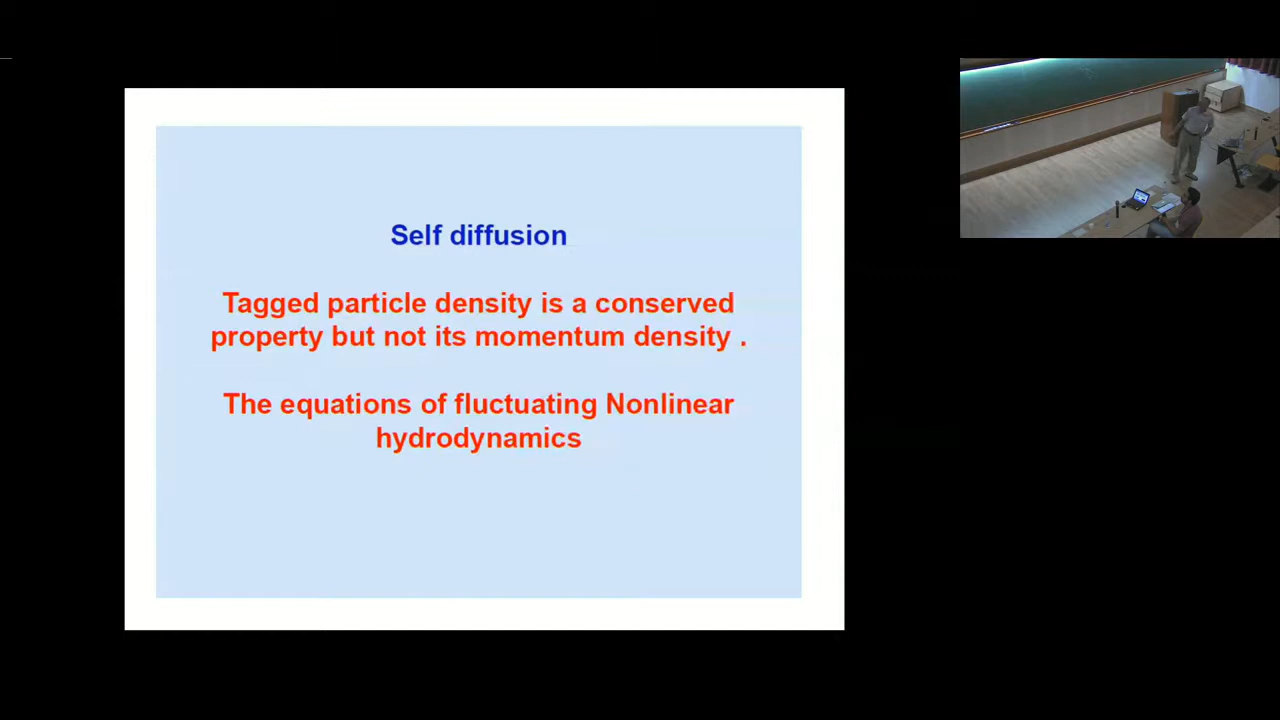 Self diffusion
Tagged particle density is a conserved
property but not its momentum density .
The equations of fluctuating Nonlinear
hydrodynamics